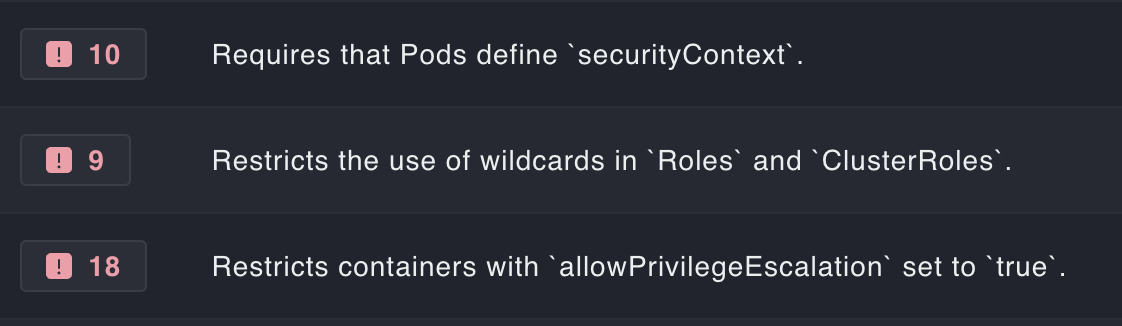 ! 10 Requires that Pods define `securityContext`.
! 9 Restricts the use of wildcards in `Roles` and `ClusterRoles`.
! 18 Restricts containers with `allowPrivilegeEscalation` set to `true`.